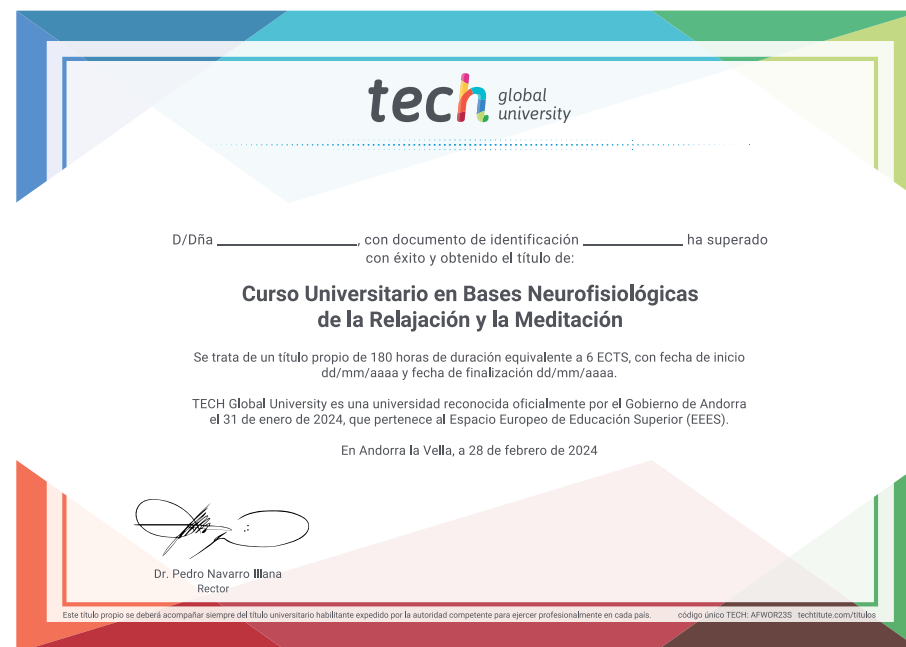 tech global university
D/Dña ________________, con documento de identificación ____________ ha superado
con éxito y obtenido el título de:
Curso Universitario en Bases Neurofisiológicas
de la Relajación y la Meditación
Se trata de un título propio de 180 horas de duración equivalente a 6 ECTS, con fecha de inicio
dd/mm/aaaa y fecha de finalización dd/mm/aaaa.
TECH Global University es una universidad reconocida oficialmente por el Gobierno de Andorra
el 31 de enero de 2024, que pertenece al Espacio Europeo de Educación Superior (EEES).
En Andorra la Vella, a 28 de febrero de 2024
Dr. Pedro Navarro Illana
Rector
Este título propio se deberá acompañar siempre del título universitario habilitante expedido por la autoridad competente para ejercer profesionalmente en cada país. código único TECH: AFWOR23S techtitute.com/titulos